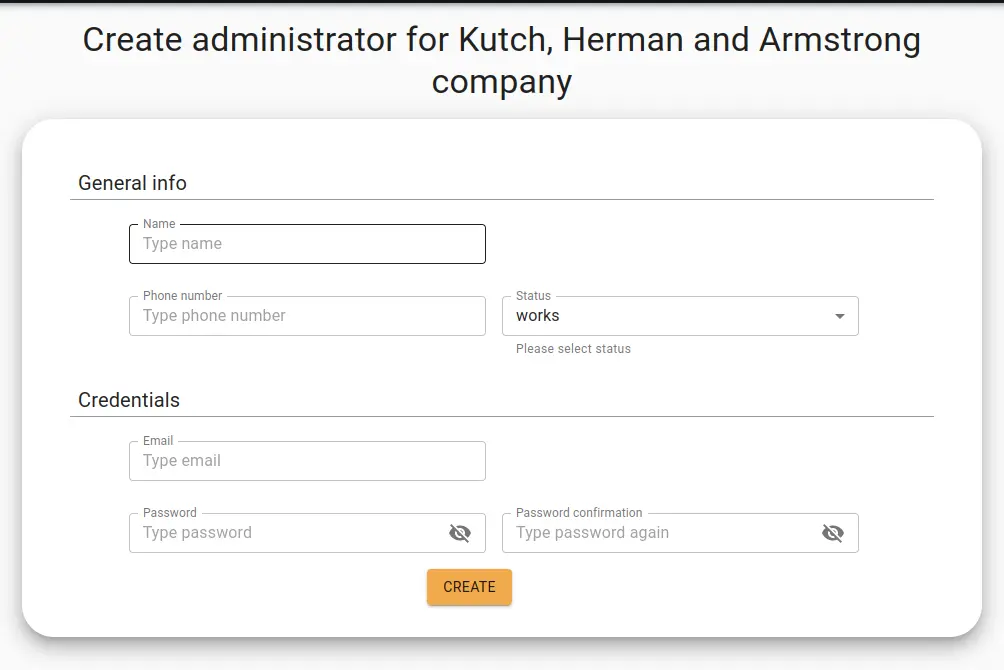 Create administrator for Kutch, Herman and Armstrong
company
General info
Name
Type name
Phone number
Type phone number
Status
works
Please select status
Credentials
Email
Type email
Password
Type password
Password confirmation
Type password again
CREATE